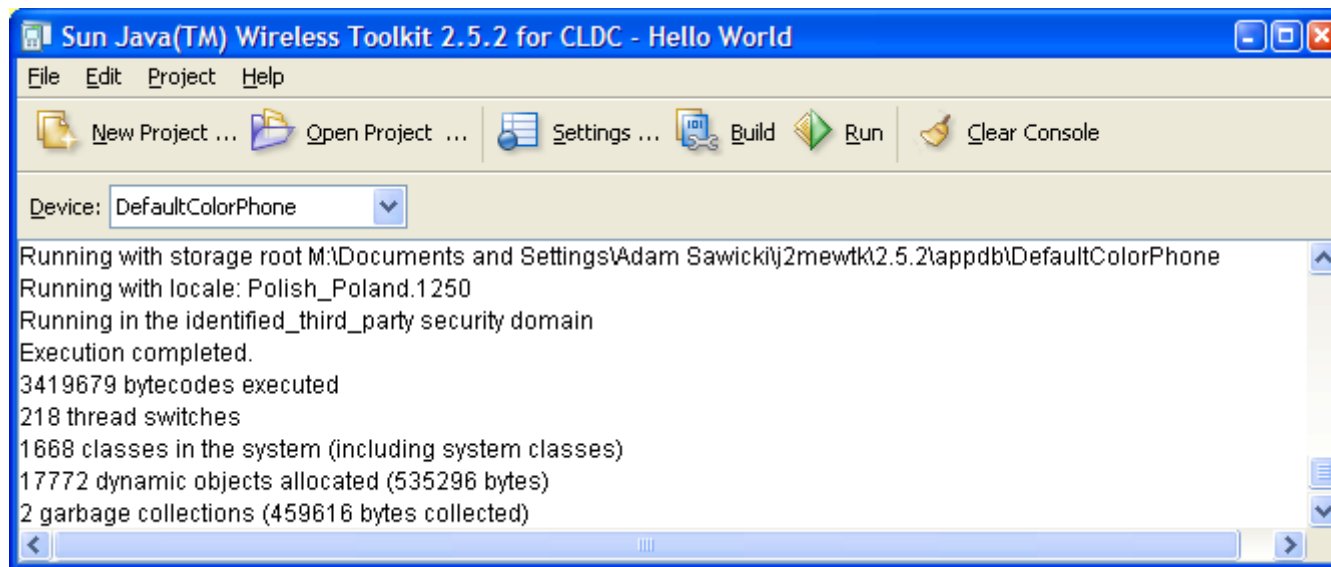 Sun Java(TM) Wireless Toolkit 2.5.2 for CLDC - Hello World
File Edit Project Help
New Project ... Open Project ... Settings ... Build Run Clear Console
Device: DefaultColorPhone
Running with storage root M:\Documents and Settings\Adam Sawicki\j2mewtk\2.5.2\appdb\DefaultColorPhone
Running with locale: Polish_Poland.1250
Running in the identified_third_party security domain
Execution completed.
3419679 bytecodes executed
218 thread switches
1668 classes in the system (including system classes)
17772 dynamic objects allocated (535296 bytes)
2 garbage collections (459616 bytes collected)